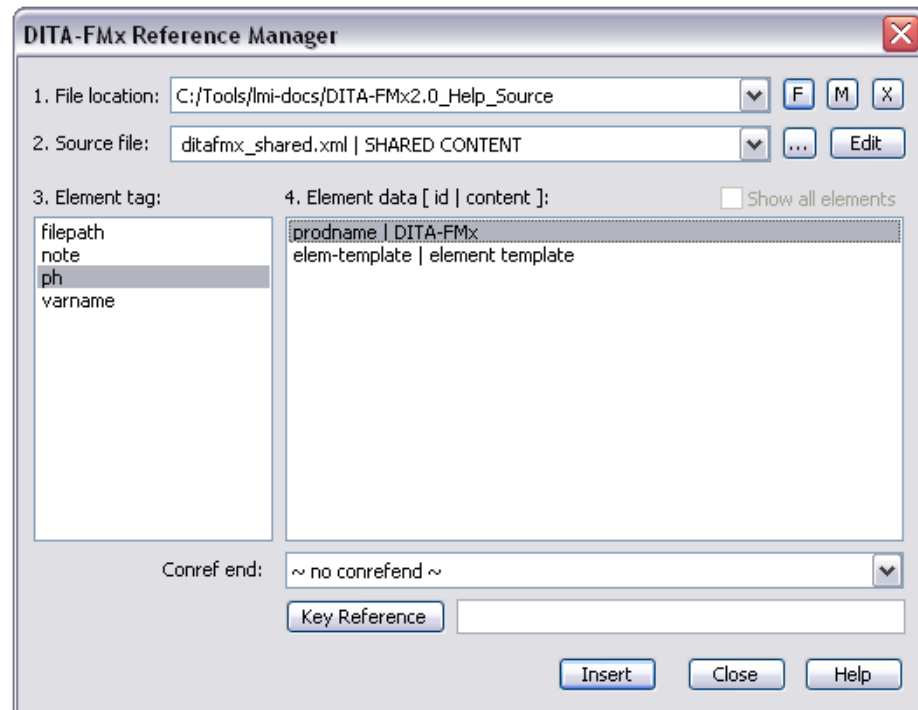 DITA-FMx Reference Manager
1. File location: C:/Tools/lmi-docs/DITA-FMx2.0_Help_Source F M X
2. Source file: ditafmx_shared.xml | SHARED CONTENT ... Edit
3. Element tag: 4. Element data [ id | content ]: Show all elements
filepath prodname | DITA-FMx
note elem-template | element template
ph
varname
Conref end: ~ no conrefend ~
Key Reference
Insert Close Help